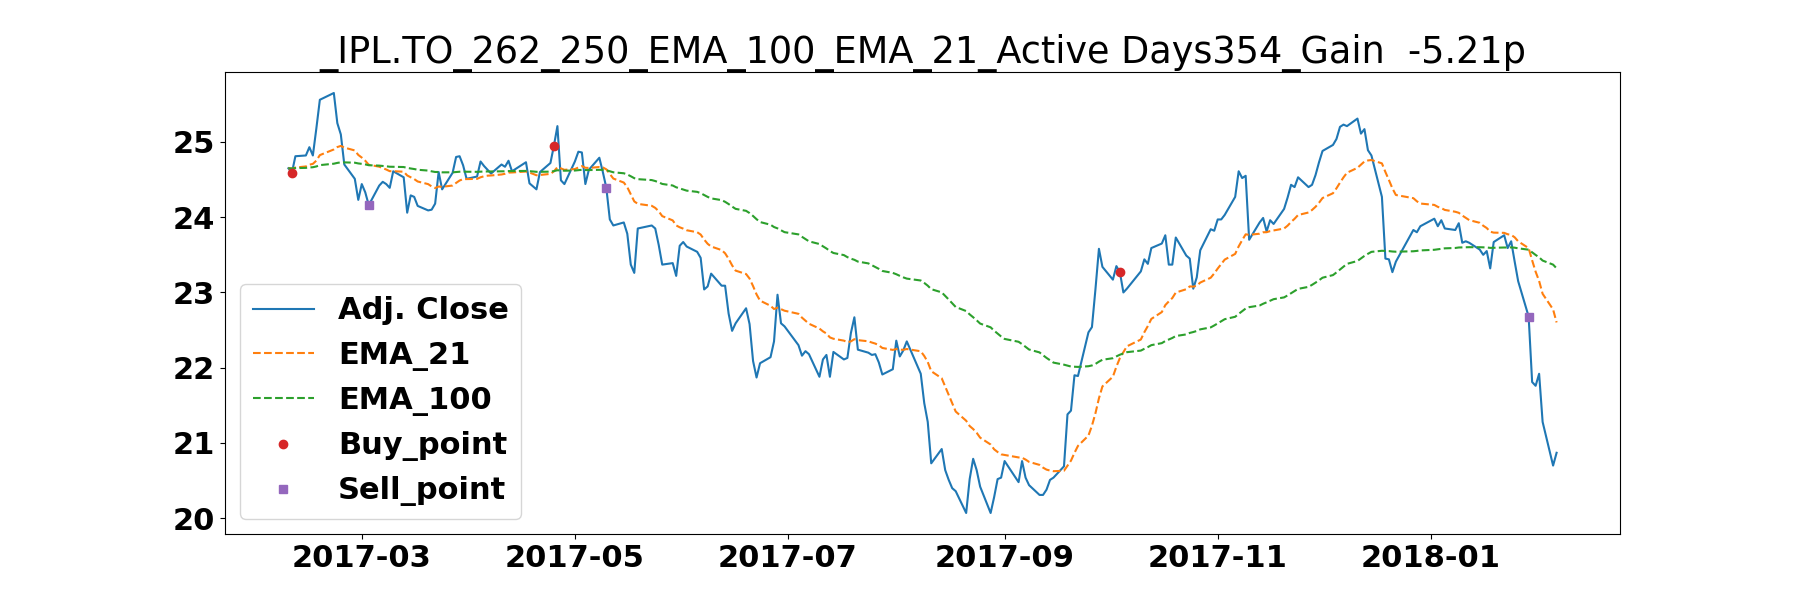 _IPL.TO_262_250_EMA_100_EMA_21_Active Days354_Gain  -5.21p
25
24
23
22
21
20
Adj. Close
EMA_21
EMA_100
Buy_point
Sell_point
2017-03 2017-05 2017-07 2017-09 2017-11 2018-01